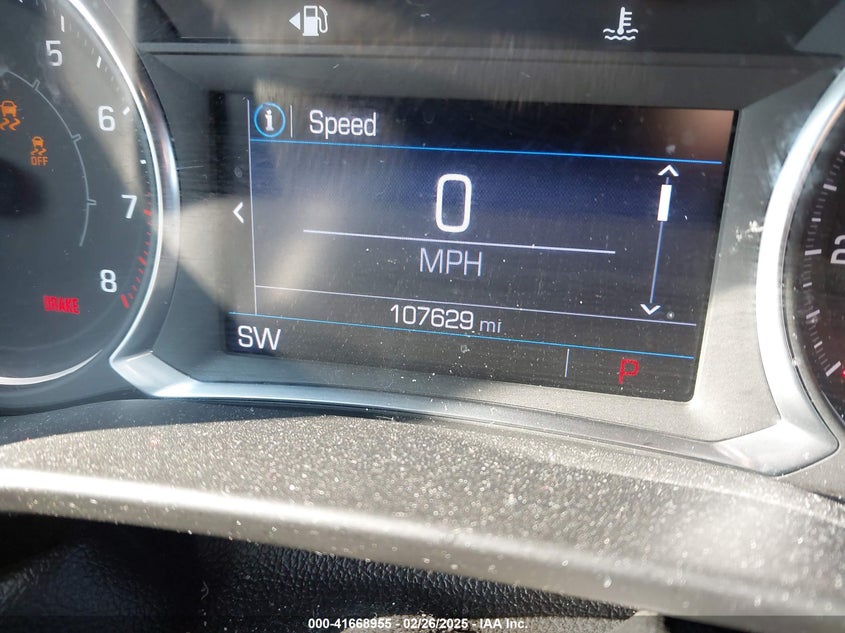 5
6
7
8
OFF
BRAKE
i Speed
0
MPH
107629 mi
SW
P
000-41668955 - 02/26/2025 - IAA Inc.